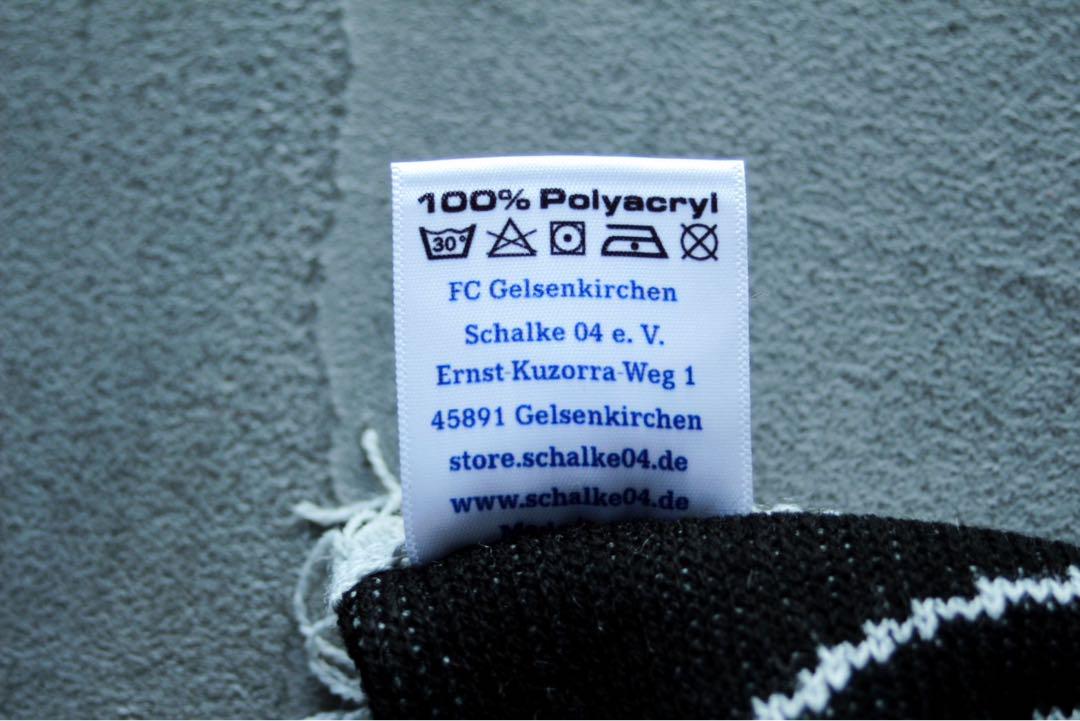 100% Polyacryl
30°
FC Gelsenkirchen
Schalke 04 e. V.
Ernst-Kuzorra-Weg 1
45891 Gelsenkirchen
store.schalke04.de
www.schalke04.de